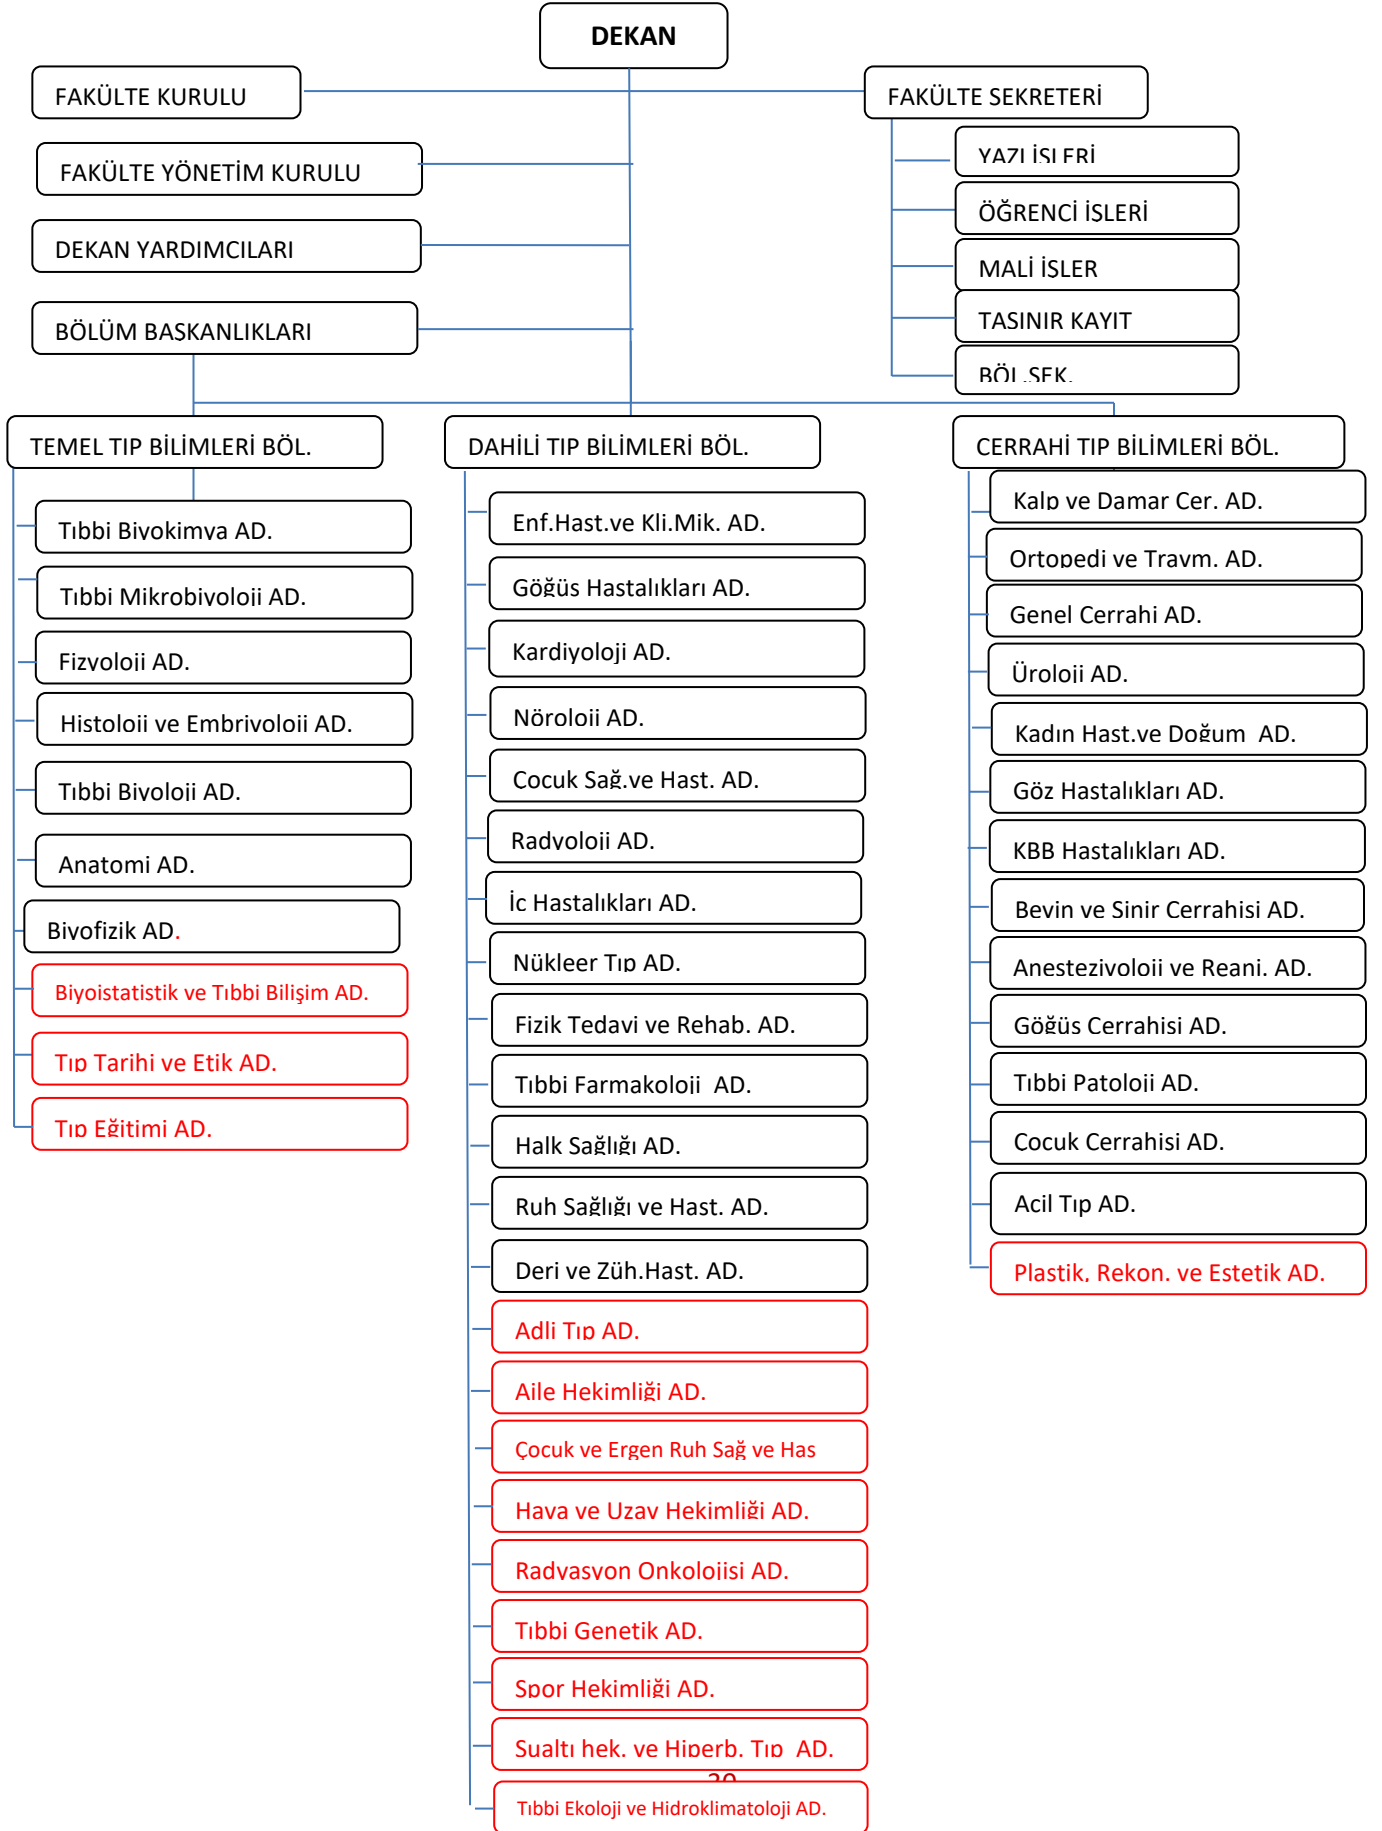 DEKAN
FAKÜLTE KURULU
FAKÜLTE SEKRETERİ
FAKÜLTE YÖNETİM KURULU
DEKAN YARDIMCILARI
BÖLÜM BAŞKANLIKLARI
YAZI İŞLERİ
ÖĞRENCİ İŞLERİ
MALİ İŞLER
TAŞINIR KAYIT
BÖL.SEK.
TEMEL TIP BİLİMLERİ BÖL.
Tıbbi Biyokimya AD.
Tıbbi Mikrobiyoloji AD.
Fizyoloji AD.
Histoloji ve Embriyoloji AD.
Tıbbi Biyoloji AD.
Anatomi AD.
Biyofizik AD.
Biyoistatistik ve Tıbbi Bilişim AD.
Tıp Tarihi ve Etik AD.
Tıp Eğitimi AD.
DAHİLİ TIP BİLİMLERİ BÖL.
Enf.Hast.ve Kli.Mik. AD.
Göğüs Hastalıkları AD.
Kardiyoloji AD.
Nöroloji AD.
Çocuk Sağ.ve Hast. AD.
Radyoloji AD.
İç Hastalıkları AD.
Nükleer Tıp AD.
Fizik Tedavi ve Rehab. AD.
Tıbbi Farmakoloji AD.
Halk Sağlığı AD.
Ruh Sağlığı ve Hast. AD.
Deri ve Züh.Hast. AD.
Adli Tıp AD.
Aile Hekimliği AD.
Çocuk ve Ergen Ruh Sağ ve Has
Hava ve Uzay Hekimliği AD.
Radyasyon Onkolojisi AD.
Tıbbi Genetik AD.
Spor Hekimliği AD.
Sualtı hek. ve Hiperb. Tıp AD.
Tıbbi Ekoloji ve Hidroklimatoloji AD.
CERRAHİ TIP BİLİMLERİ BÖL.
Kalp ve Damar Cer. AD.
Ortopedi ve Travm. AD.
Genel Cerrahi AD.
Üroloji AD.
Kadın Hast.ve Doğum AD.
Göz Hastalıkları AD.
KBB Hastalıkları AD.
Beyin ve Sinir Cerrahisi AD.
Anesteziyoloji ve Reani. AD.
Göğüs Cerrahisi AD.
Tıbbi Patoloji AD.
Çocuk Cerrahisi AD.
Acil Tıp AD.
Plastik, Rekon. ve Estetik AD.